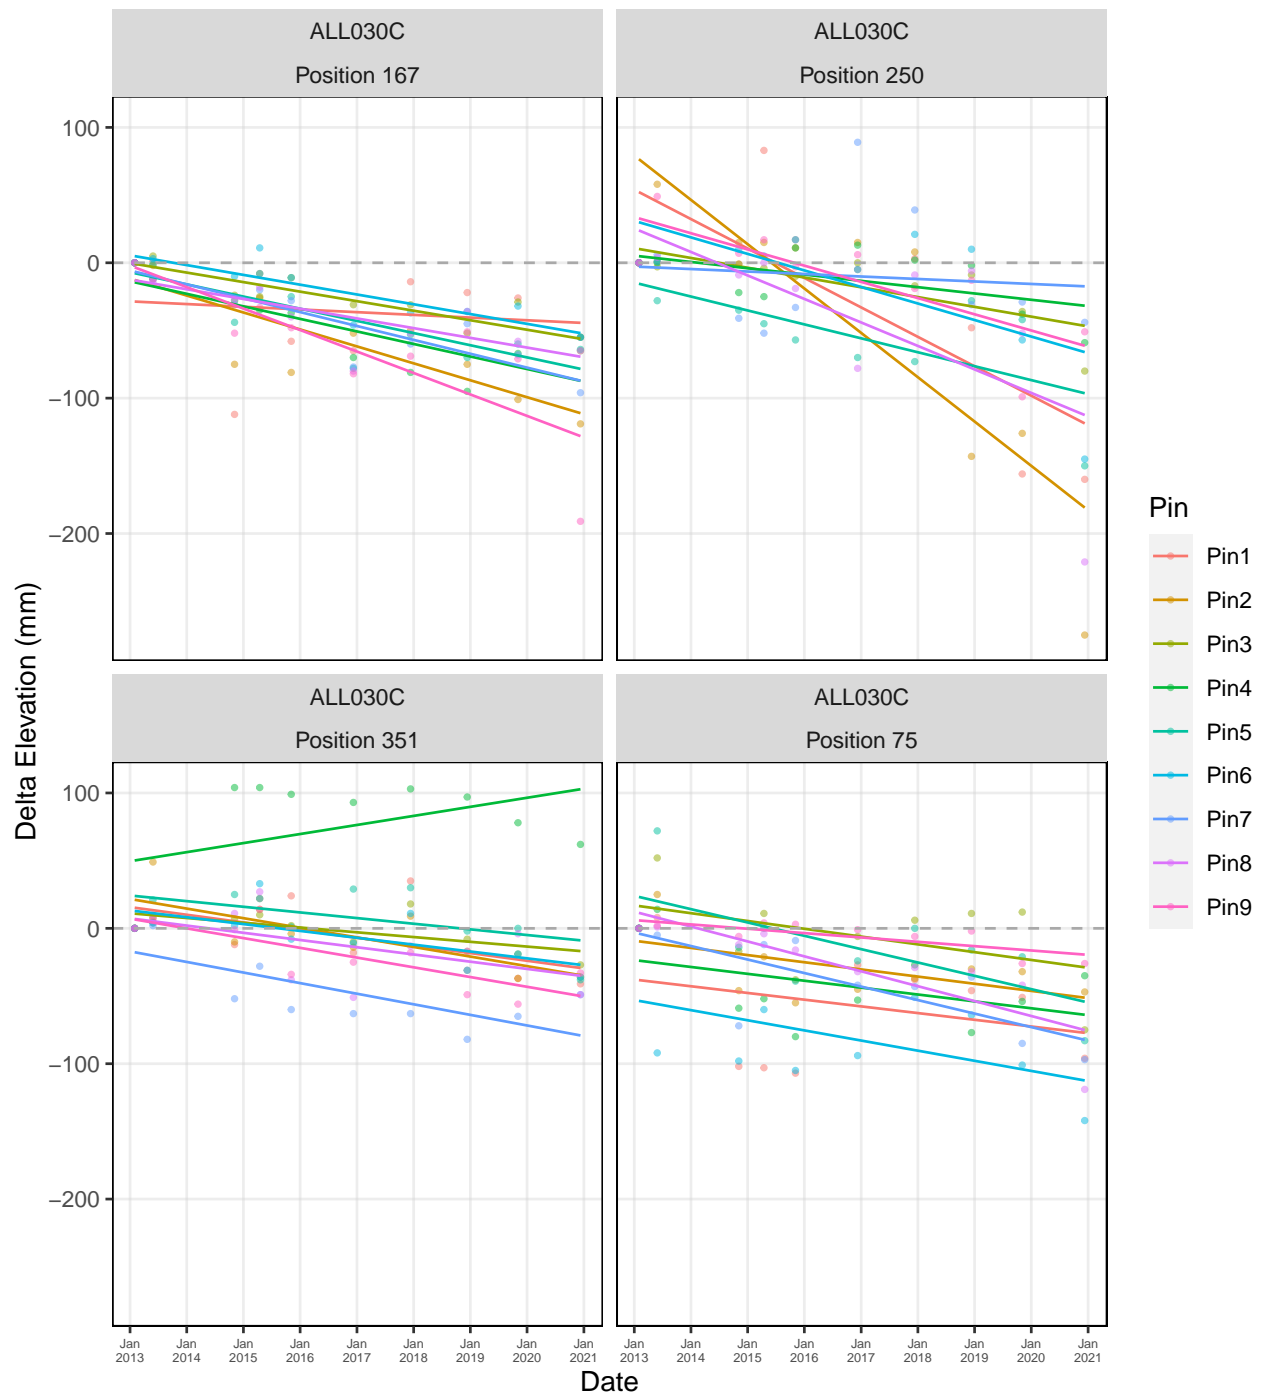 ALL030C
Position 167
ALL030C
Position 250
100
0
−100
−200
ALL030C
Position 351
ALL030C
Position 75
100
0
−100
−200
Delta Elevation (mm)
Jan Jan Jan Jan Jan Jan Jan Jan Jan
2013 2014 2015 2016 2017 2018 2019 2020 2021
Jan Jan Jan Jan Jan Jan Jan Jan Jan
2013 2014 2015 2016 2017 2018 2019 2020 2021
Date
Pin
Pin1
Pin2
Pin3
Pin4
Pin5
Pin6
Pin7
Pin8
Pin9